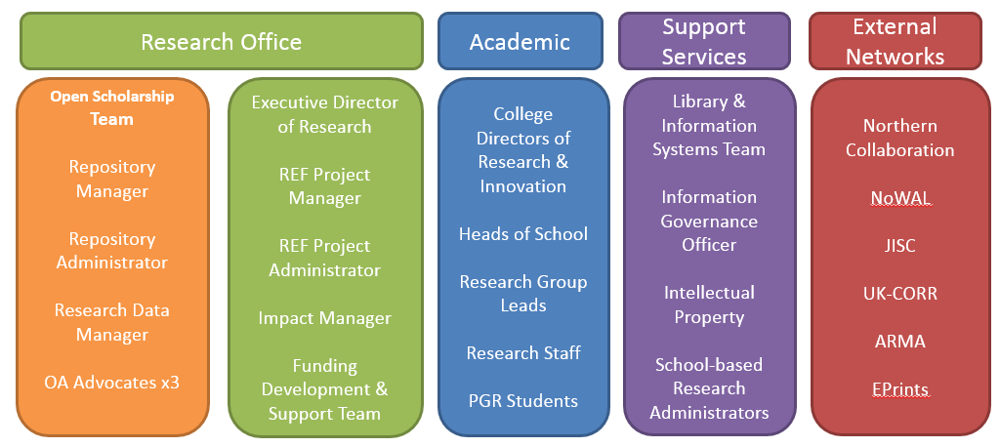 Research Office
Academic
Support
Services
External
Networks
Open Scholarship
Team
Repository
Manager
Repository
Administrator
Research Data
Manager
OA Advocates x3
Executive Director
of Research
REF Project
Manager
REF Project
Administrator
Impact Manager
Funding
Development &
Support Team
College
Directors of
Research &
Innovation
Heads of School
Research Group
Leads
Research Staff
PGR Students
Library &
Information
Systems Team
Information
Governance
Officer
Intellectual
Property
School-based
Research
Administrators
Northern
Collaboration
NoWAL
JISC
UK-CORR
ARMA
EPrints